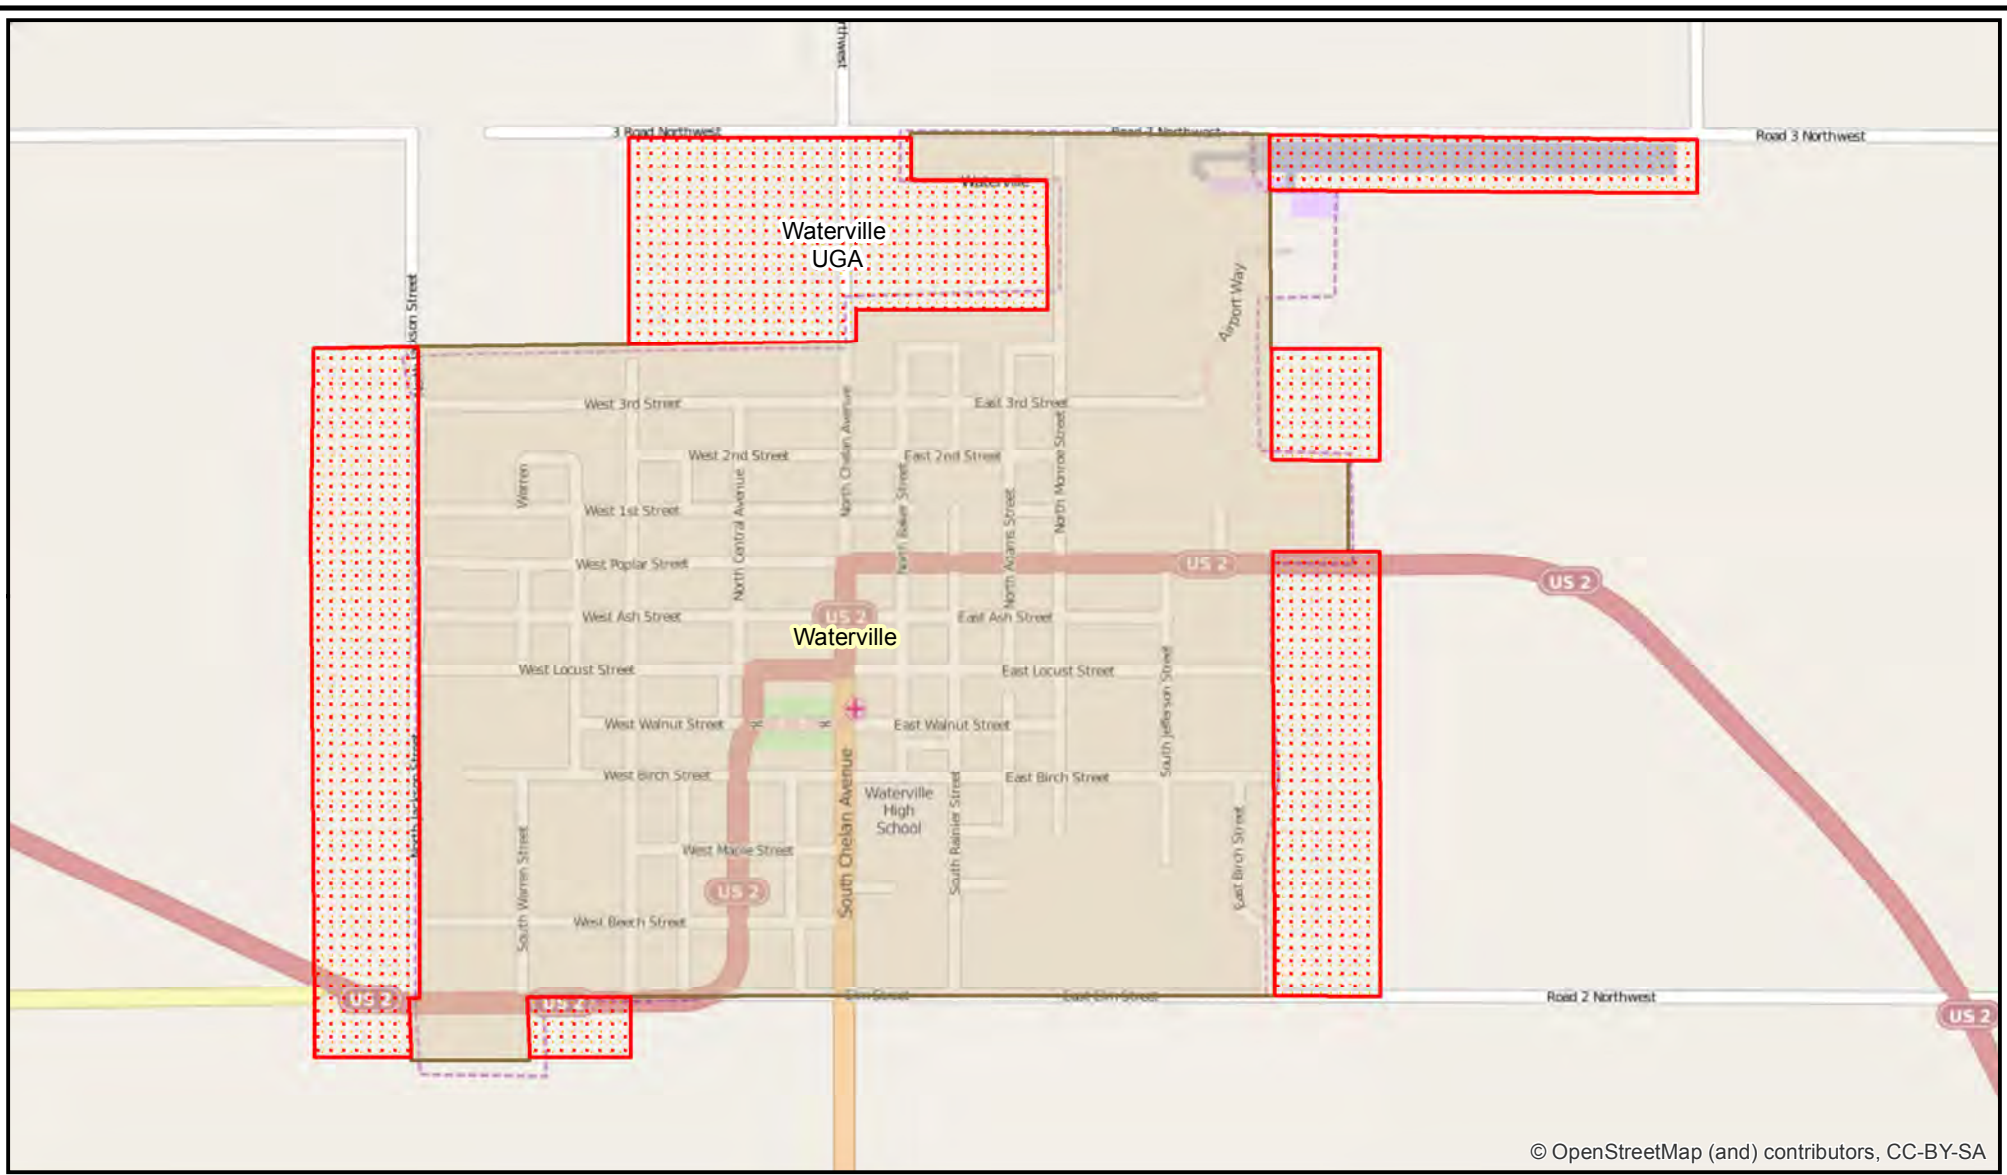 rthwest
3 Road Northwest
Road 3 Northwest
Waterville
Waterville
UGA
Airport Way
West 3rd Street
East 3rd Street
West 2nd Street
East 2nd Street
Warren
West 1st Street
North Central Avenue
North Chelan Avenue
North Baker Street
North Adams Street
North Monroe Street
West Poplar Street
US 2
US 2
West Ash Street
US 2
East Ash Street
Waterville
West Locust Street
East Locust Street
West Walnut Street
East Walnut Street
South Jefferson Street
North Jackson Street
West Birch Street
East Birch Street
Waterville
High
School
South Chelan Avenue
South Rainier Street
East Birch Street
West Maple Street
US 2
South Warren Street
West Beech Street
US 2
US 2
Elm Street
East Elm Street
Road 2 Northwest
US 2
© OpenStreetMap (and) contributors, CC-BY-SA